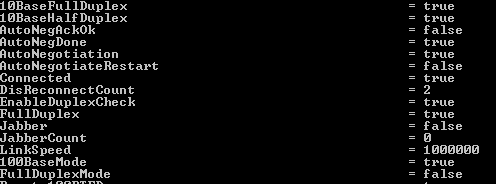 10BaseFullDuplex = true
10BaseHalfDuplex = true
AutoNegAckOk = false
AutoNegDone = true
AutoNegotiation = true
AutoNegotiateRestart = false
Connected = true
DisReconnectCount = 2
EnableDuplexCheck = true
FullDuplex = true
Jabber = false
JabberCount = 0
LinkSpeed = 1000000
100BaseMode = true
FullDuplexMode = false